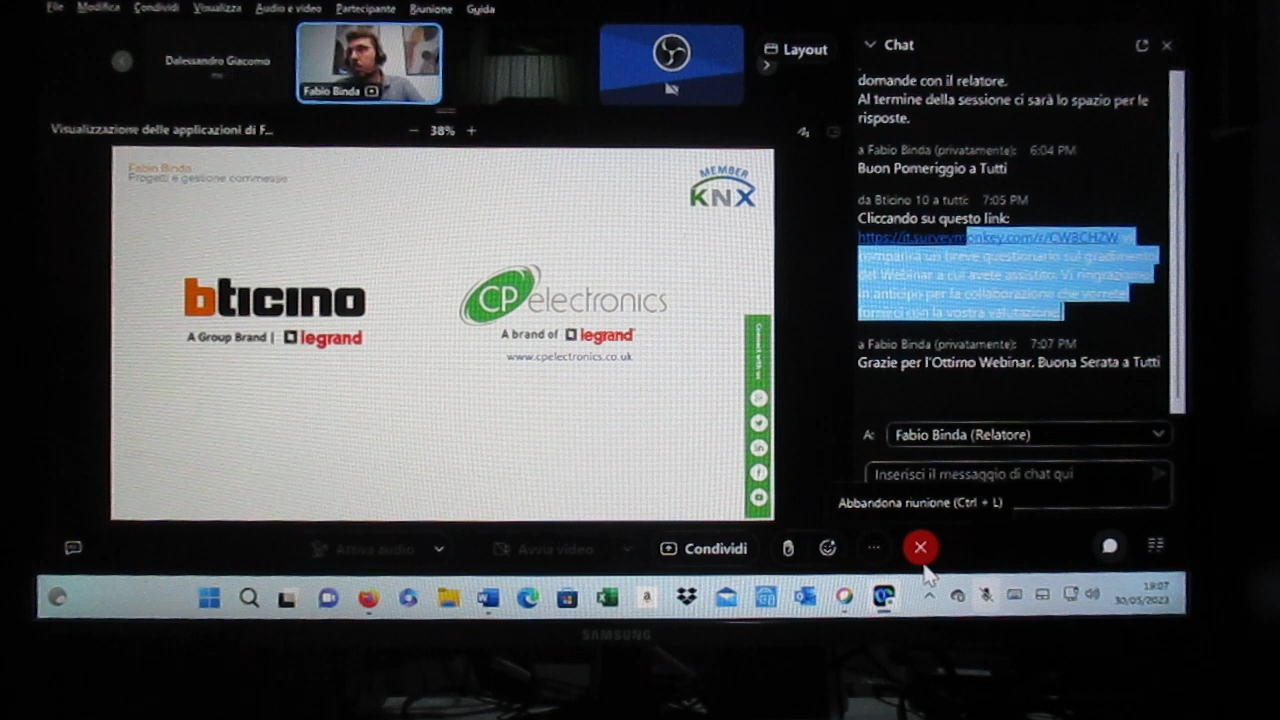 File Modifica Condividi Visualizza Audio e video Partecipante Riunione Guida
Dalessandro Giacomo
me
Fabio Binda
Layout
Visualizzazione delle applicazioni di F...
38%
Fabio Binda
Progetti e gestione commesse
MEMBER
KNX
bticino
A Group Brand | legrand
CP electronics
A brand of legrand
www.cpelectronics.co.uk
Connect with us
Chat
domande con il relatore.
Al termine della sessione ci sarà lo spazio per le
risposte.
a Fabio Binda (privatamente): 6:04 PM
Buon Pomeriggio a Tutti
da Bticino 10 a tutti: 7:05 PM
Cliccando su questo link:
https://it.surveymonkey.com/r/CWBCHZW vi
comparirà un breve questionario sul gradimento
del Webinar a cui avete assistito. Vi ringraziamo
in anticipo per la collaborazione che vorrete
fornirci con la vostra valutazione.
a Fabio Binda (privatamente): 7:07 PM
Grazie per l'Ottimo Webinar. Buona Serata a Tutti
A: Fabio Binda (Relatore)
Inserisci il messaggio di chat qui
Abbandona riunione (Ctrl + L)
Attiva audio
Avvia video
Condividi
19:07
30/05/2023
SAMSUNG